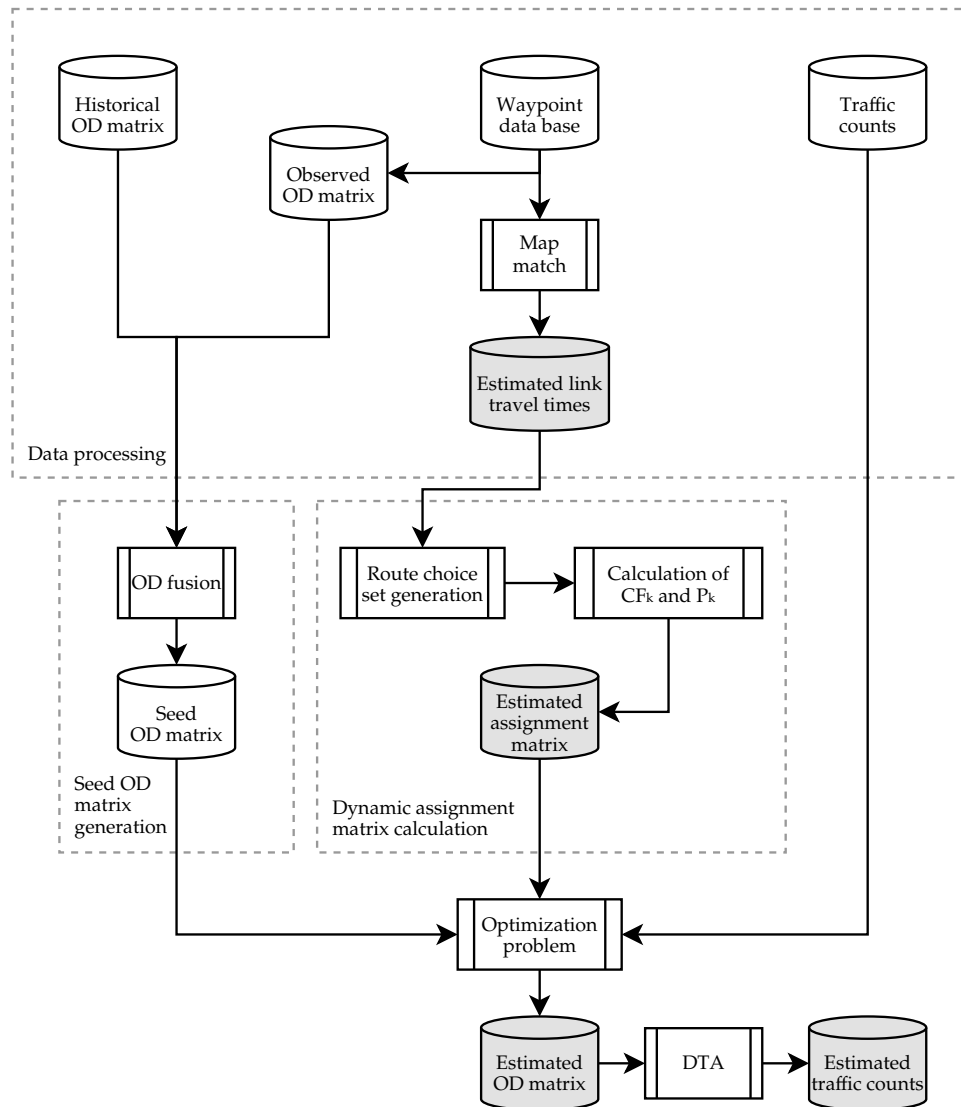 Historical
OD matrix
Waypoint
data base
Traffic
counts
Observed
OD matrix
Map
match
Estimated link
travel times
Data processing
OD fusion
Route choice
set generation
Calculation of
CFk and Pk
Seed
OD matrix
Estimated
assignment
matrix
Seed OD
matrix
generation
Dynamic assignment
matrix calculation
Optimization
problem
Estimated
OD matrix
DTA
Estimated
traffic counts